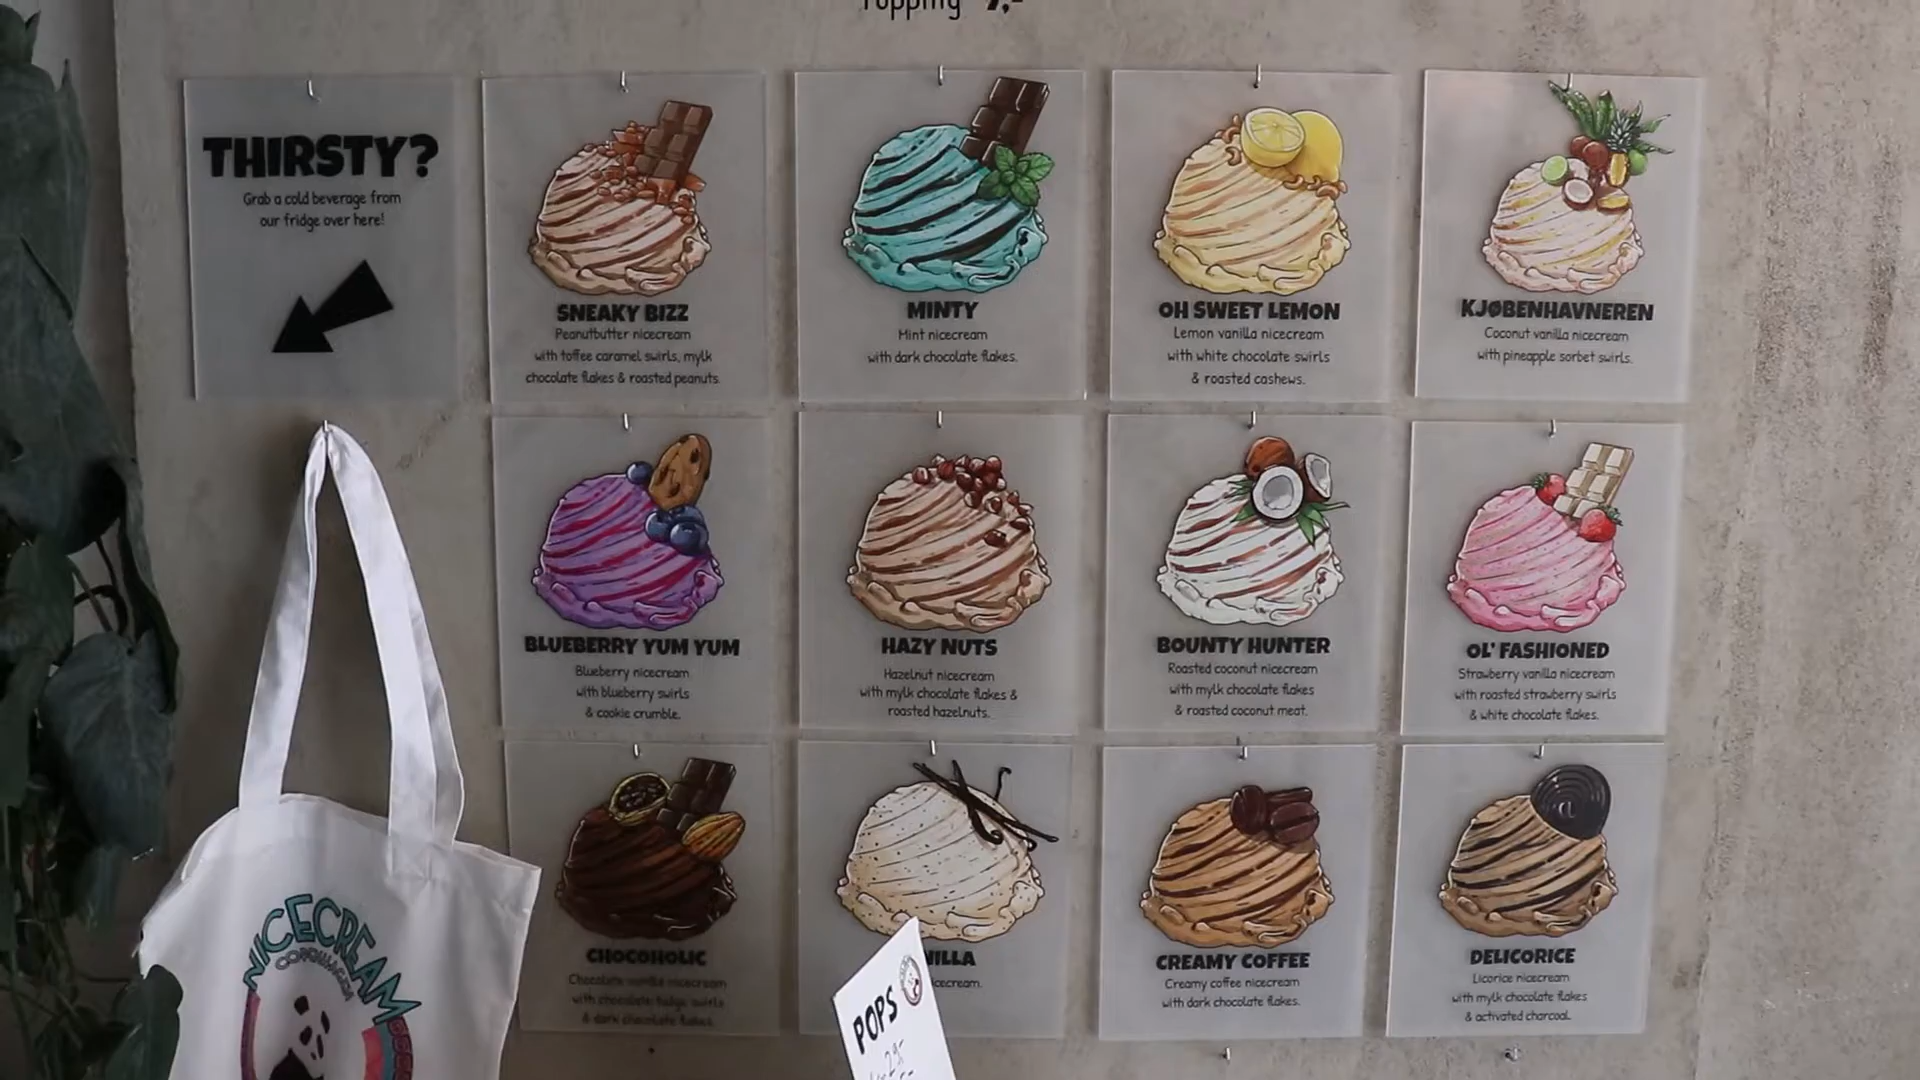 Topping 7,-
THIRSTY?
Grab a cold beverage from
our fridge over here!
SNEAKY BIZZ
Peanutbutter nicecream
with toffee caramel swirls, mylk
chocolate flakes & roasted peanuts.
MINTY
Mint nicecream
with dark chocolate flakes.
OH SWEET LEMON
Lemon vanilla nicecream
with white chocolate swirls
& roasted cashews.
KJØBENHAVNEREN
Coconut vanilla nicecream
with pineapple sorbet swirls.
BLUEBERRY YUM YUM
Blueberry nicecream
with blueberry swirls
& cookie crumble.
HAZY NUTS
Hazelnut nicecream
with mylk chocolate flakes &
roasted hazelnuts.
BOUNTY HUNTER
Roasted coconut nicecream
with mylk chocolate flakes
& roasted coconut meat.
OL' FASHIONED
Strawberry vanilla nicecream
with roasted strawberry swirls
& white chocolate flakes.
CHOCOHOLIC
Chocolate vanilla nicecream
with chocolate fudge swirls
& dark chocolate flakes.
NILLA
icecream.
CREAMY COFFEE
Creamy coffee nicecream
with dark chocolate flakes.
DELICORICE
Licorice nicecream
with mylk chocolate flakes
& activated charcoal.
NICECREAM
COPENHAGEN
POPS
29,-